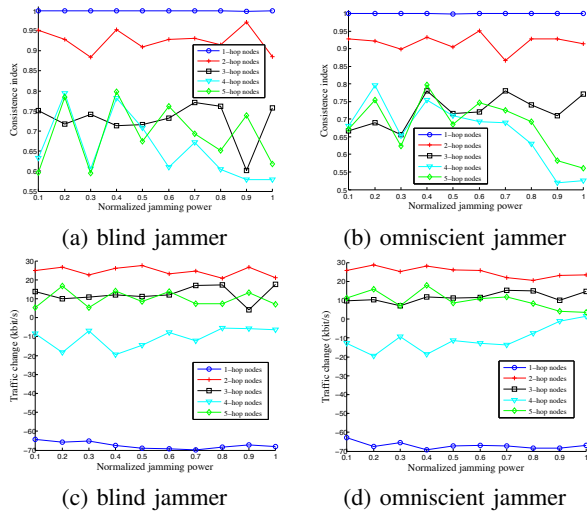 1
0.95
0.9
0.85
0.8
0.75
0.7
0.65
0.6
0.55
Consistence index
1-hop nodes
2-hop nodes
3-hop nodes
4-hop nodes
5-hop nodes
0.1 0.2 0.3 0.4 0.5 0.6 0.7 0.8 0.9 1
Normalized jamming power
(a) blind jammer
1
0.95
0.9
0.85
0.8
0.75
0.7
0.65
0.6
0.55
0.5
Consistence index
1-hop nodes
2-hop nodes
3-hop nodes
4-hop nodes
5-hop nodes
0.1 0.2 0.3 0.4 0.5 0.6 0.7 0.8 0.9 1
Normalized jamming power
(b) omniscient jammer
30
20
10
0
-10
-20
-30
-40
-50
-60
-70
Traffic change (kbit/s)
1-hop nodes
2-hop nodes
3-hop nodes
4-hop nodes
5-hop nodes
0.1 0.2 0.3 0.4 0.5 0.6 0.7 0.8 0.9 1
Normalized jamming power
(c) blind jammer
30
20
10
0
-10
-20
-30
-40
-50
-60
-70
Traffic change (kbit/s)
1-hop nodes
2-hop nodes
3-hop nodes
4-hop nodes
5-hop nodes
0.1 0.2 0.3 0.4 0.5 0.6 0.7 0.8 0.9 1
Normalized jamming power
(d) omniscient jammer